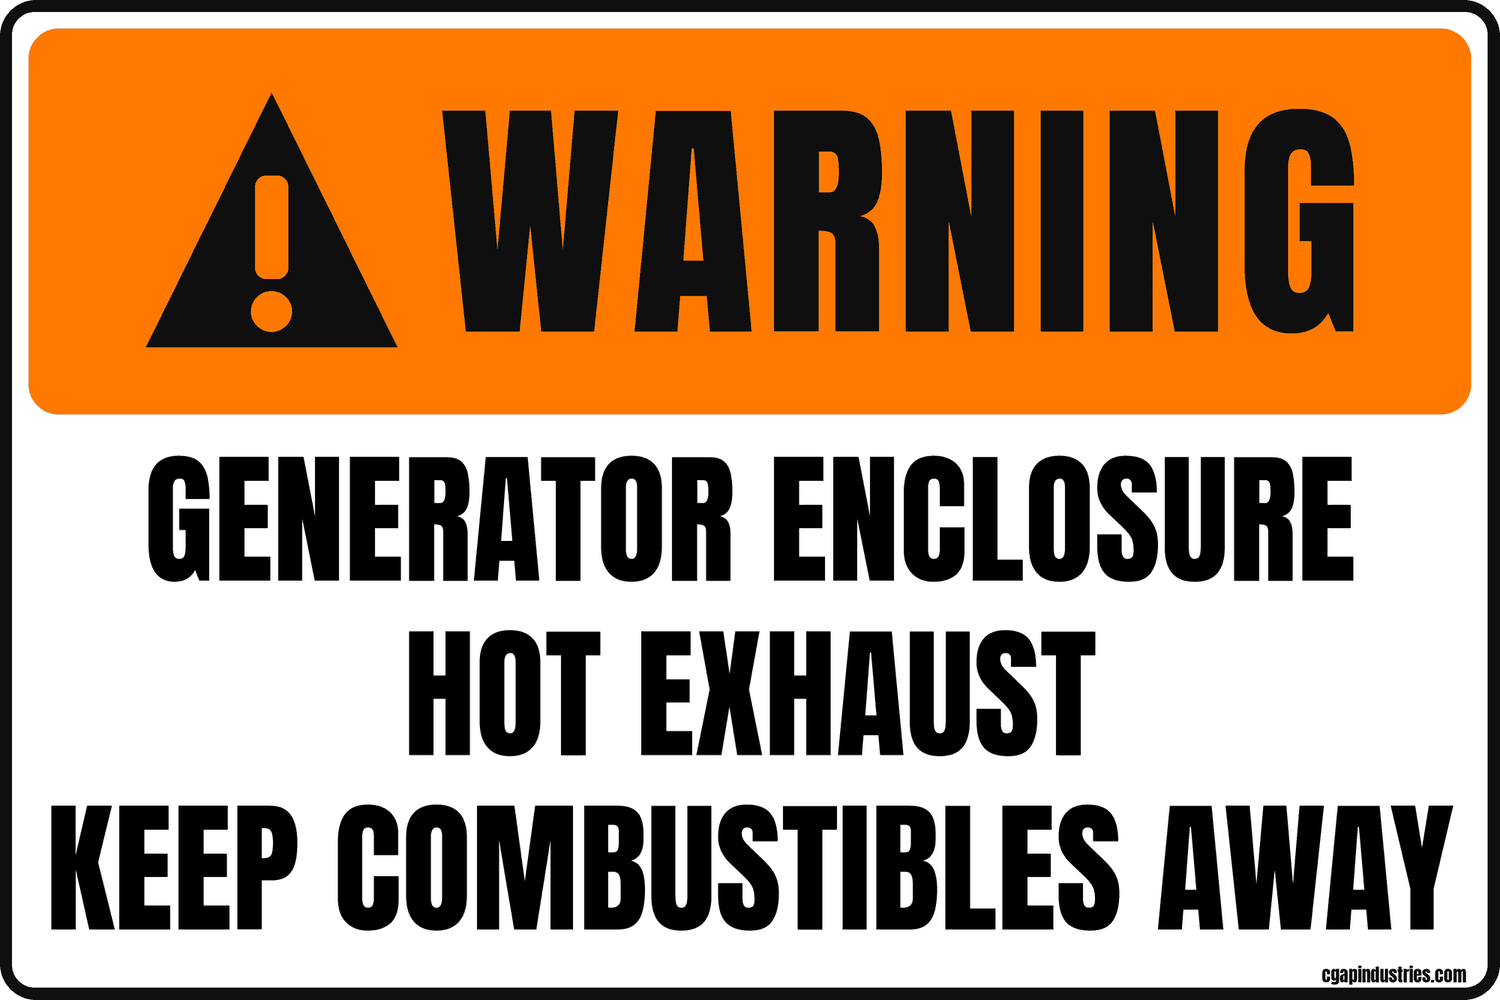 WARNING
GENERATOR ENCLOSURE
HOT EXHAUST
KEEP COMBUSTIBLES AWAY
cgapindustries.com